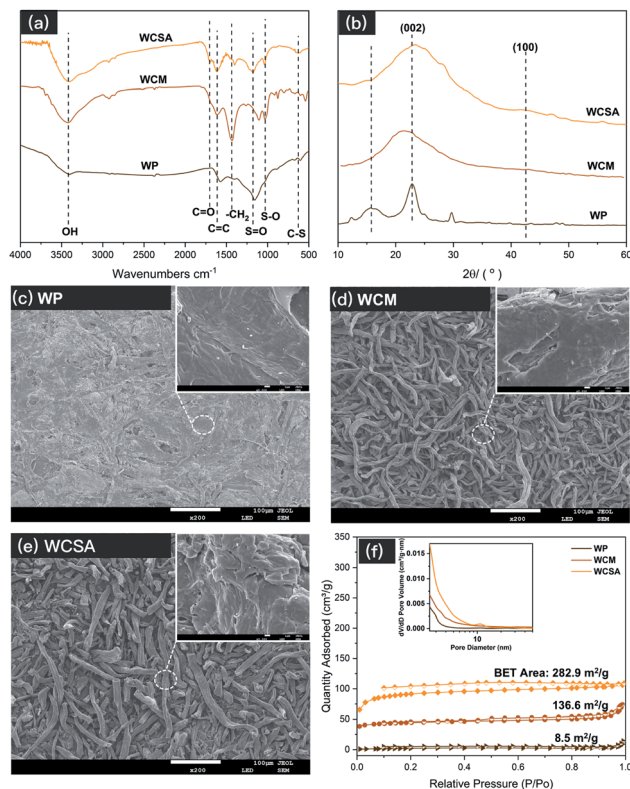 (a)
WCSA
WCM
WP
OH
C=O
C=C
-CH₂
S=O
S-O
C-S
4000 3500 3000 2500 2000 1500 1000 500
Wavenumbers cm⁻¹
(b)
(002)
(100)
WCSA
WCM
WP
10 20 30 40 50 60
2θ/ ( ° )
(c) WP
x200
100μm JEOL
LED SEM
(d) WCM
x200
100μm JEOL
LED SEM
(e) WCSA
x200
100μm JEOL
LED SEM
(f)
WP
WCM
WCSA
0.015
0.010
0.005
0.000
dV/dD Pore Volume (cm³/g·nm)
10
Pore Diameter (nm)
BET Area: 282.9 m²/g
136.6 m²/g
8.5 m²/g
350
300
250
200
150
100
50
0
Quantity Adsorbed (cm³/g)
0.0 0.2 0.4 0.6 0.8 1.0
Relative Pressure (P/Po)